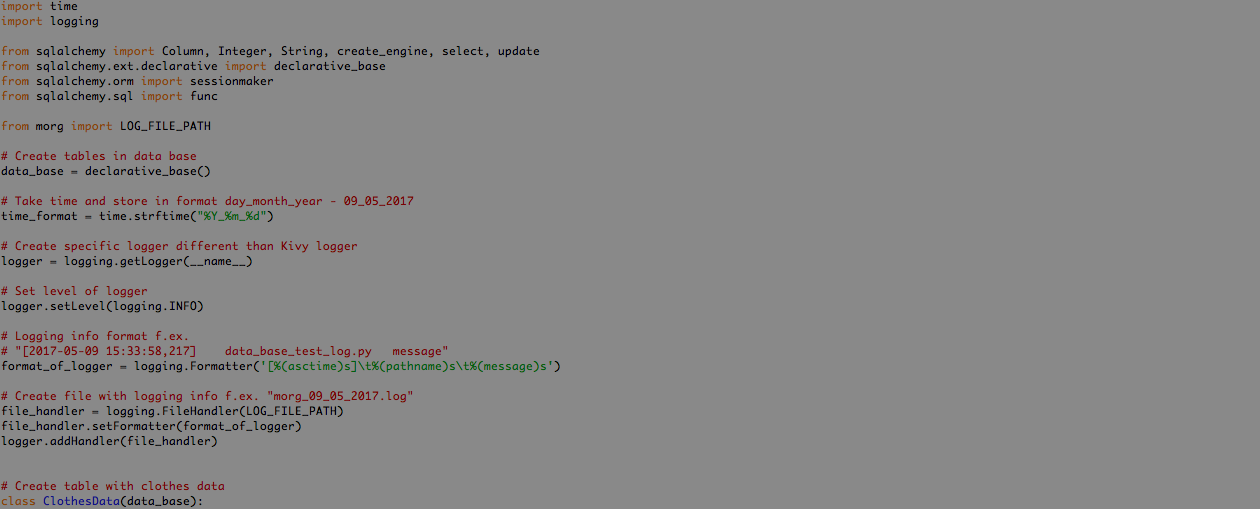 import time
import logging
from sqlalchemy import Column, Integer, String, create_engine, select, update
from sqlalchemy.ext.declarative import declarative_base
from sqlalchemy.orm import sessionmaker
from sqlalchemy.sql import func
from morg import LOG_FILE_PATH
# Create tables in data base
data_base = declarative_base()
# Take time and store in format day_month_year - 09_05_2017
time_format = time.strftime("%Y_%m_%d")
# Create specific logger different than Kivy logger
logger = logging.getLogger(__name__)
# Set level of logger
logger.setLevel(logging.INFO)
# Logging info format f.ex.
# "[2017-05-09 15:33:58,217]    data_base_test_log.py   message"
format_of_logger = logging.Formatter('[%(asctime)s]\t%(pathname)s\t%(message)s')
# Create file with logging info f.ex. "morg_09_05_2017.log"
file_handler = logging.FileHandler(LOG_FILE_PATH)
file_handler.setFormatter(format_of_logger)
logger.addHandler(file_handler)
# Create table with clothes data
class ClothesData(data_base):